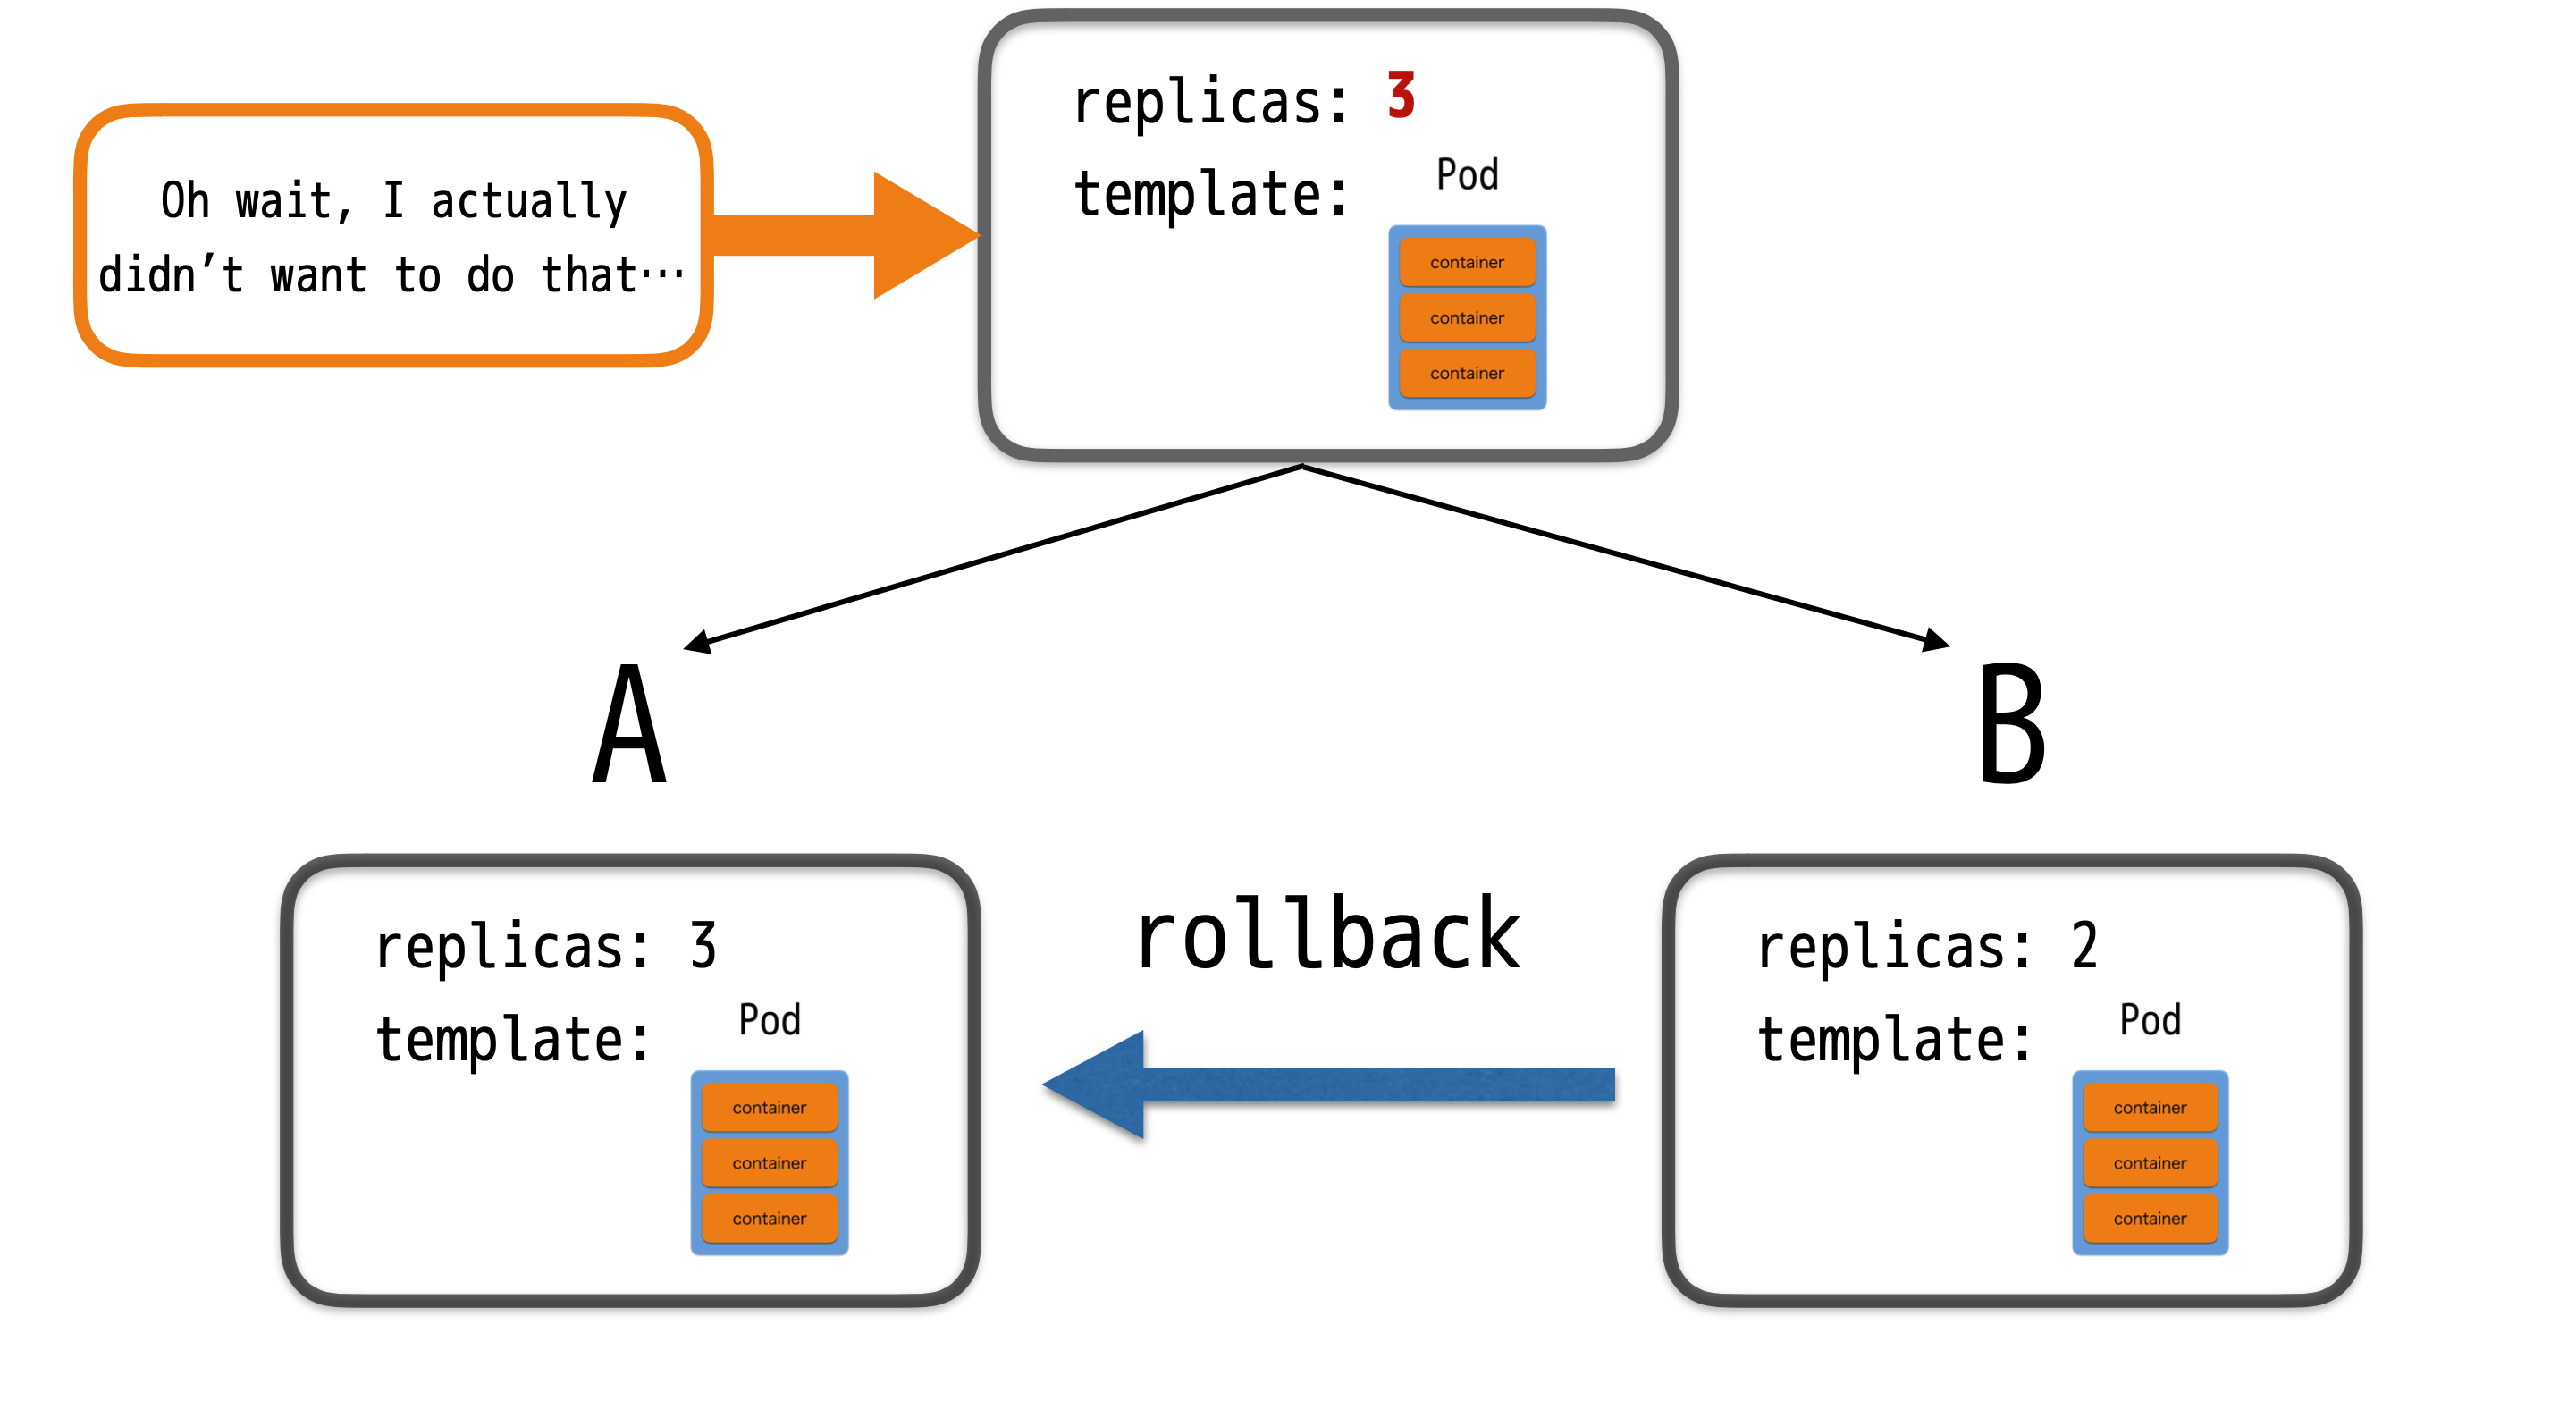 Oh wait, I actually
didn’t want to do that…
replicas: 3
template:
Pod
container
container
container
A
B
rollback
replicas: 3
template:
Pod
container
container
container
replicas: 2
template:
Pod
container
container
container